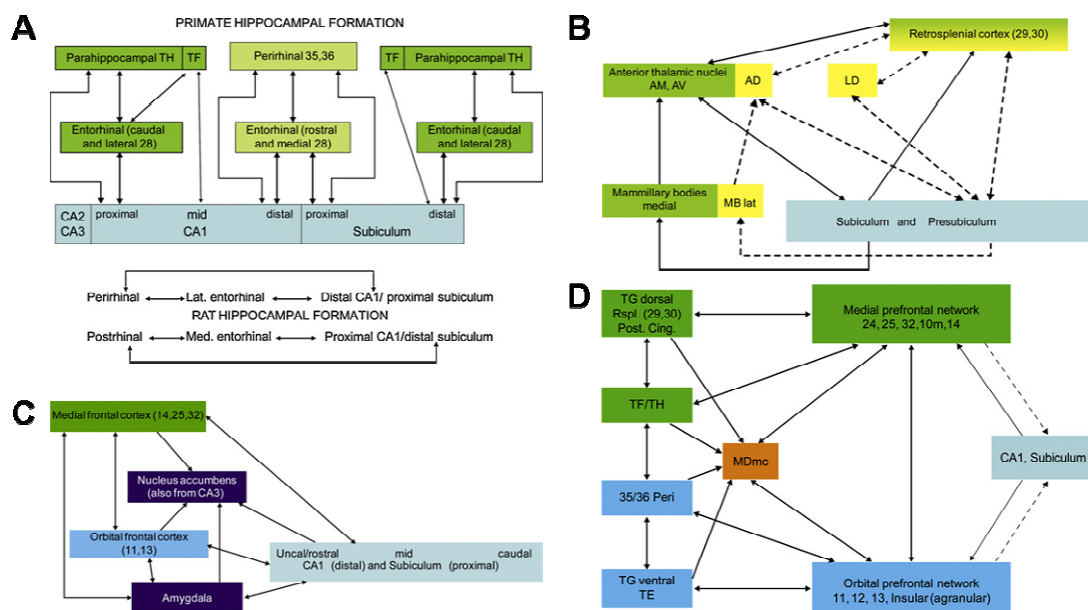 A
PRIMATE HIPPOCAMPAL FORMATION
Parahippocampal TH
TF
Perirhinal 35,36
TF
Parahippocampal TH
Entorhinal (caudal
and lateral 28)
Entorhinal (rostral
and medial 28)
Entorhinal (caudal
and lateral 28)
CA2
CA3
proximal
mid
CA1
distal
proximal
Subiculum
distal
Perirhinal
Lat. entorhinal
Distal CA1/ proximal subiculum
RAT HIPPOCAMPAL FORMATION
Postrhinal
Med. entorhinal
Proximal CA1/distal subiculum
B
Retrosplenial cortex (29,30)
Anterior thalamic nuclei
AM, AV
AD
LD
Mammillary bodies
medial
MB lat
Subiculum and Presubiculum
C
Medial frontal cortex (14,25,32)
Nucleus accumbens
(also from CA3)
Orbital frontal cortex
(11,13)
Uncal/rostral mid caudal
CA1 (distal) and Subiculum (proximal)
Amygdala
D
TG dorsal
Rspl. (29,30)
Post. Cing.
Medial prefrontal network
24, 25, 32,10m,14
TF/TH
MDmc
CA1, Subiculum
35/36 Peri
TG ventral
TE
Orbital prefrontal network
11, 12, 13, Insular (agranular)